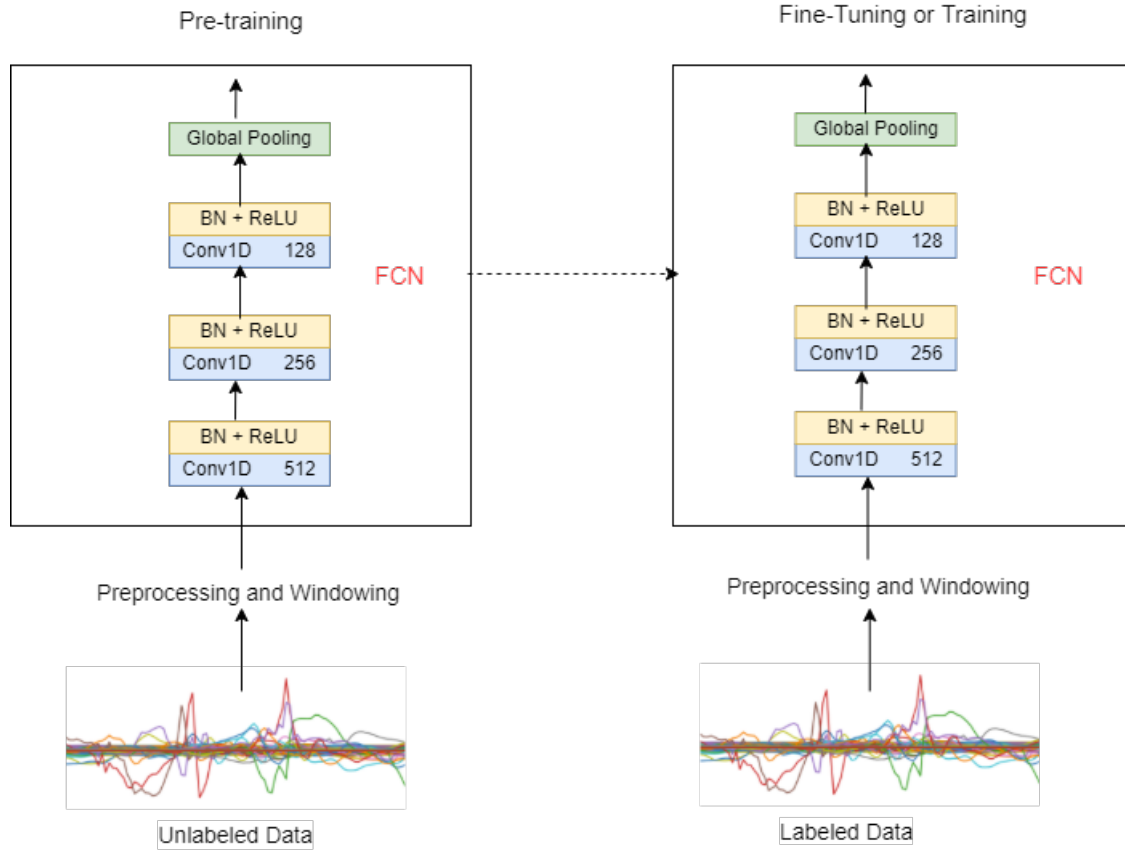 Pre-training
Global Pooling
BN + ReLU
Conv1D 128
FCN
BN + ReLU
Conv1D 256
BN + ReLU
Conv1D 512
Preprocessing and Windowing
Unlabeled Data
Fine-Tuning or Training
Global Pooling
BN + ReLU
Conv1D 128
FCN
BN + ReLU
Conv1D 256
BN + ReLU
Conv1D 512
Preprocessing and Windowing
Labeled Data